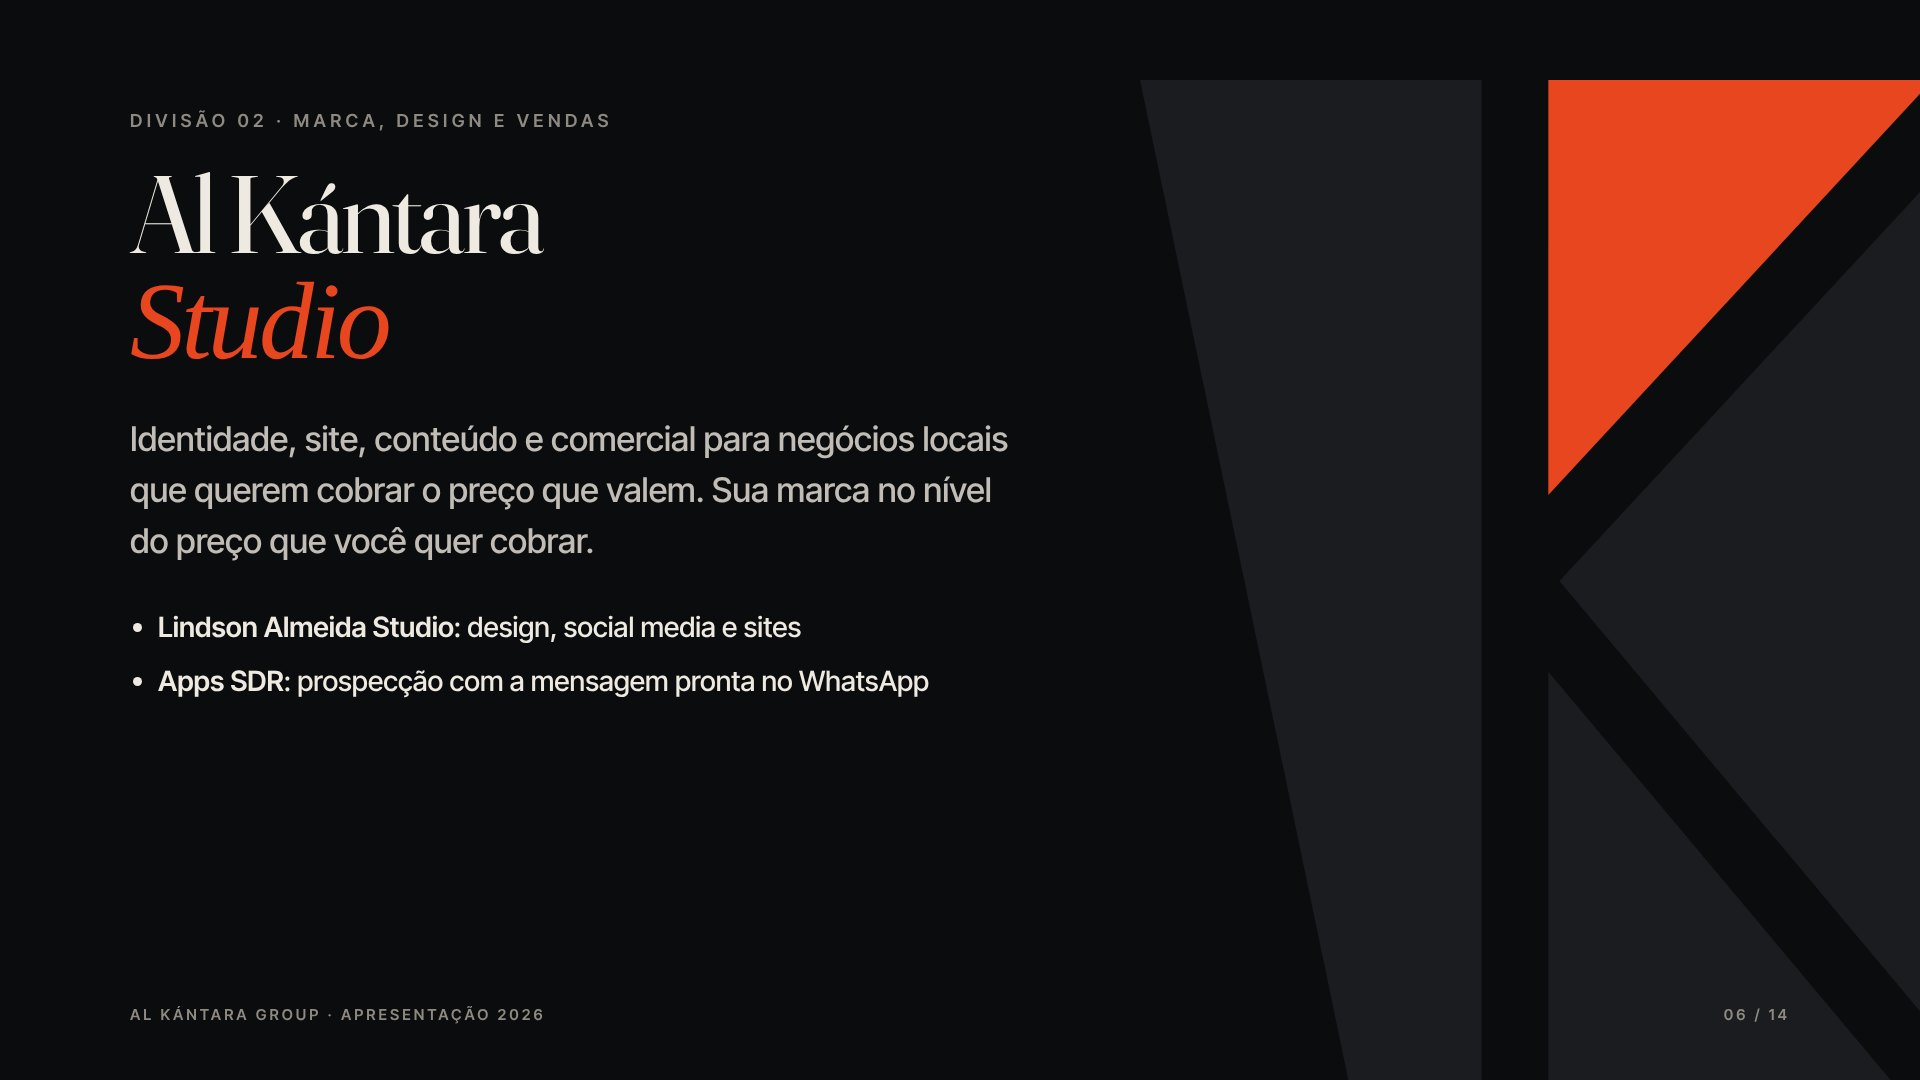 DIVISÃO 02 · MARCA, DESIGN E VENDAS
Al Kántara
Studio
Identidade, site, conteúdo e comercial para negócios locais
que querem cobrar o preço que valem. Sua marca no nível
do preço que você quer cobrar.
• Lindson Almeida Studio: design, social media e sites
• Apps SDR: prospecção com a mensagem pronta no WhatsApp
AL KÁNTARA GROUP · APRESENTAÇÃO 2026
06 / 14